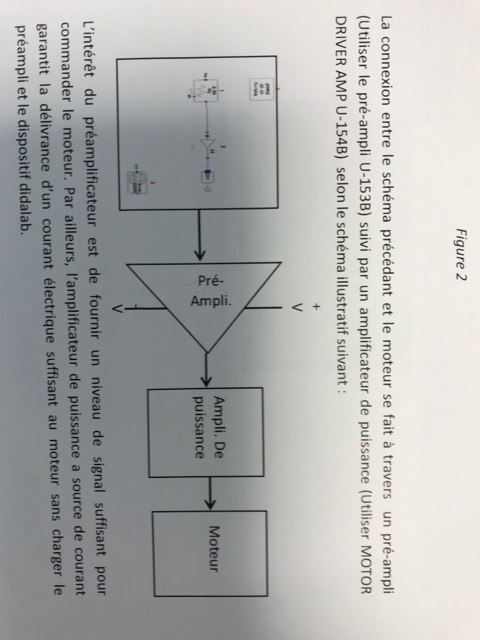 Figure 2
La connexion entre le schéma précédant et le moteur se fait à travers un pré-ampli
(Utiliser le pré-ampli U-153B) suivi par un amplificateur de puissance (Utiliser MOTOR
DRIVER AMP U-154B) selon le schéma illustratif suivant :
+
V
Pré-
Ampli.
V
-
Ampli. De
puissance
Moteur
L'intérêt du préamplificateur est de fournir un niveau de signal suffisant pour
commander le moteur. Par ailleurs, l'amplificateur de puissance a source de courant
garantit la délivrance d'un courant électrique suffisant au moteur sans charger le
préampli et le dispositif didalab.